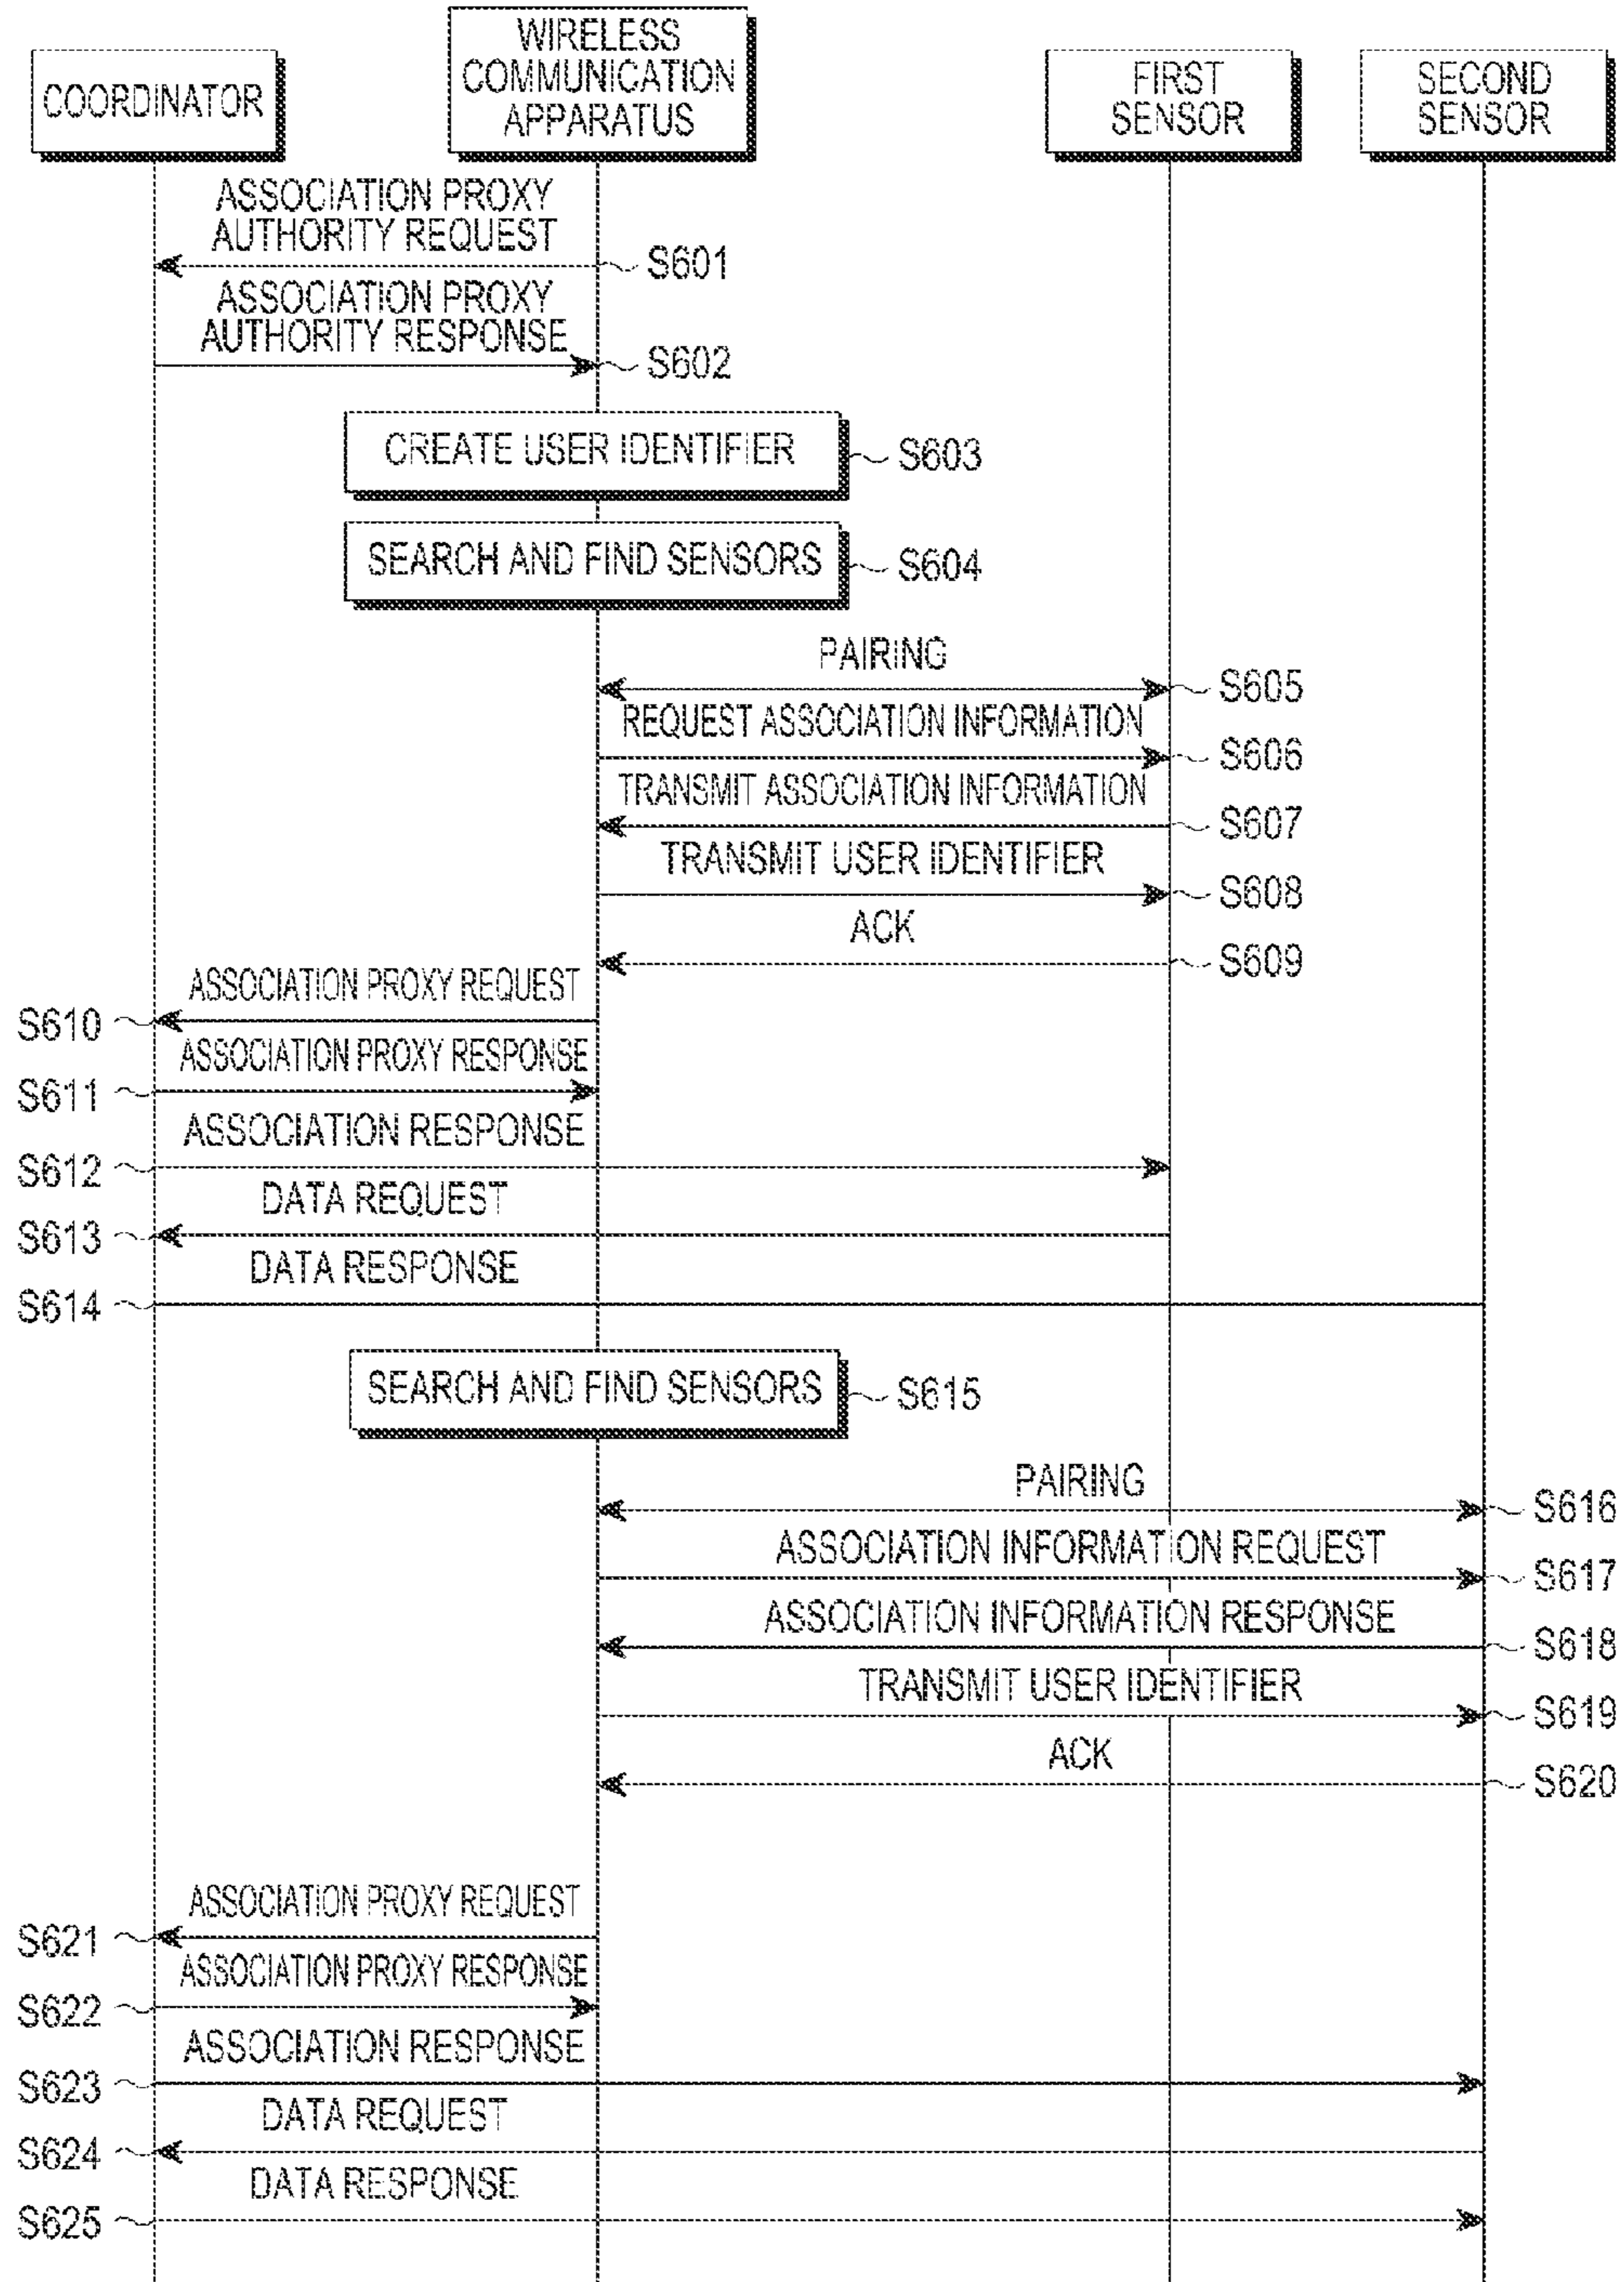 COORDINATOR
WIRELESS
COMMUNICATION
APPARATUS
FIRST
SENSOR
SECOND
SENSOR
ASSOCIATION PROXY
AUTHORITY REQUEST
S601
ASSOCIATION PROXY
AUTHORITY RESPONSE
S602
CREATE USER IDENTIFIER
S603
SEARCH AND FIND SENSORS
S604
PAIRING
S605
REQUEST ASSOCIATION INFORMATION
S606
TRANSMIT ASSOCIATION INFORMATION
S607
TRANSMIT USER IDENTIFIER
S608
ACK
S609
ASSOCIATION PROXY REQUEST
S610
ASSOCIATION PROXY RESPONSE
S611
ASSOCIATION RESPONSE
S612
DATA REQUEST
S613
DATA RESPONSE
S614
SEARCH AND FIND SENSORS
S615
PAIRING
S616
ASSOCIATION INFORMATION REQUEST
S617
ASSOCIATION INFORMATION RESPONSE
S618
TRANSMIT USER IDENTIFIER
S619
ACK
S620
ASSOCIATION PROXY REQUEST
S621
ASSOCIATION PROXY RESPONSE
S622
ASSOCIATION RESPONSE
S623
DATA REQUEST
S624
DATA RESPONSE
S625